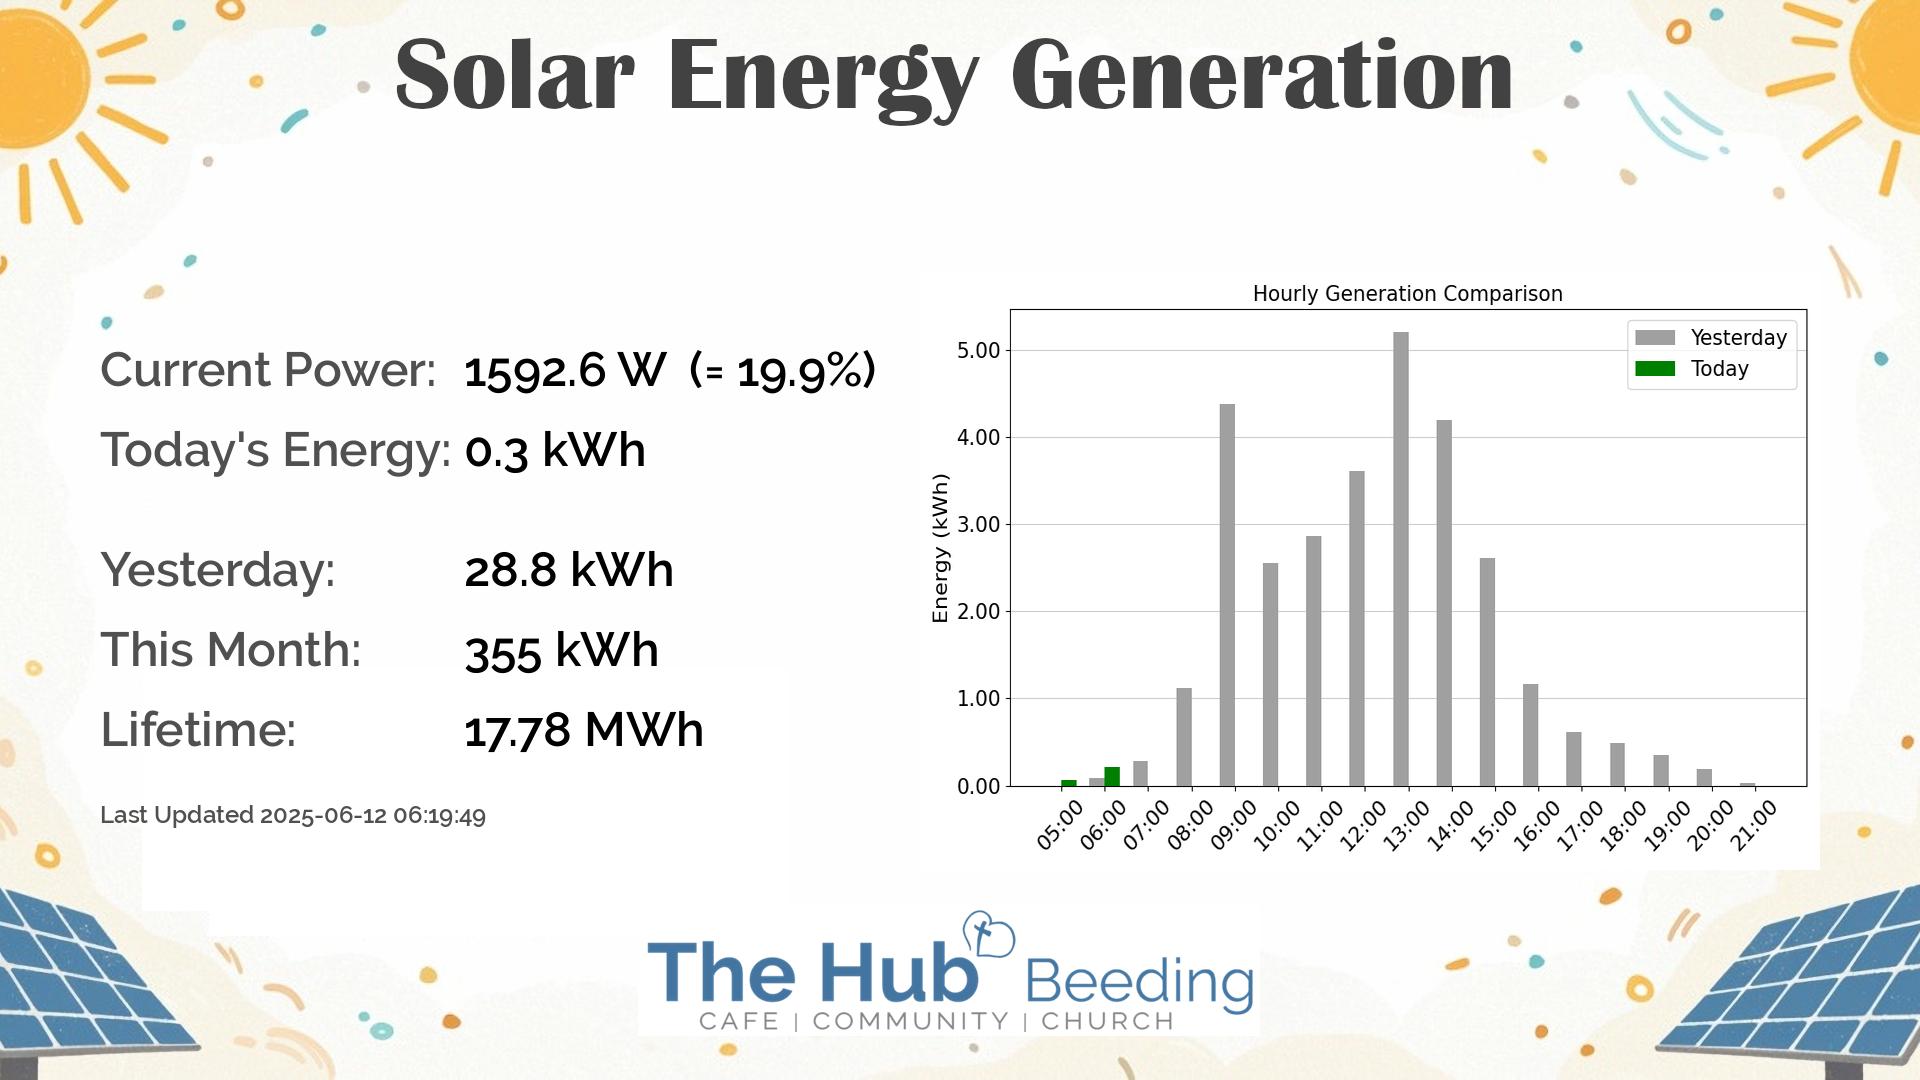 Solar Energy Generation
Current Power: 1592.6 W (= 19.9%)
Today's Energy: 0.3 kWh
Yesterday: 28.8 kWh
This Month: 355 kWh
Lifetime: 17.78 MWh
Last Updated 2025-06-12 06:19:49
Hourly Generation Comparison
Yesterday
Today
Energy (kWh)
5.00
4.00
3.00
2.00
1.00
0.00
05:00 06:00 07:00 08:00 09:00 10:00 11:00 12:00 13:00 14:00 15:00 16:00 17:00 18:00 19:00 20:00 21:00
The Hub Beeding
CAFE | COMMUNITY | CHURCH